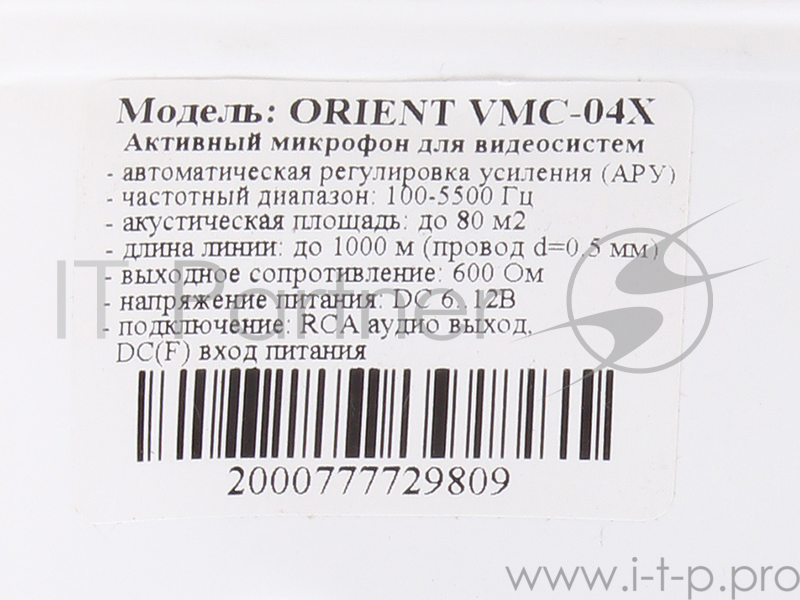 Модель: ORIENT VMC-04X
Активный микрофон для видеосистем
- автоматическая регулировка усиления (АРУ)
- частотный диапазон: 100-5500 Гц
- акустическая площадь: до 80 м2
- длина линии: до 1000 м (провод d=0.5 мм)
- выходное сопротивление: 600 Ом
- напряжение питания: DC 6..12В
- подключение: RCA аудио выход,
DC(F) вход питания
2000777729809
IT Partner
www.i-t-p.pro